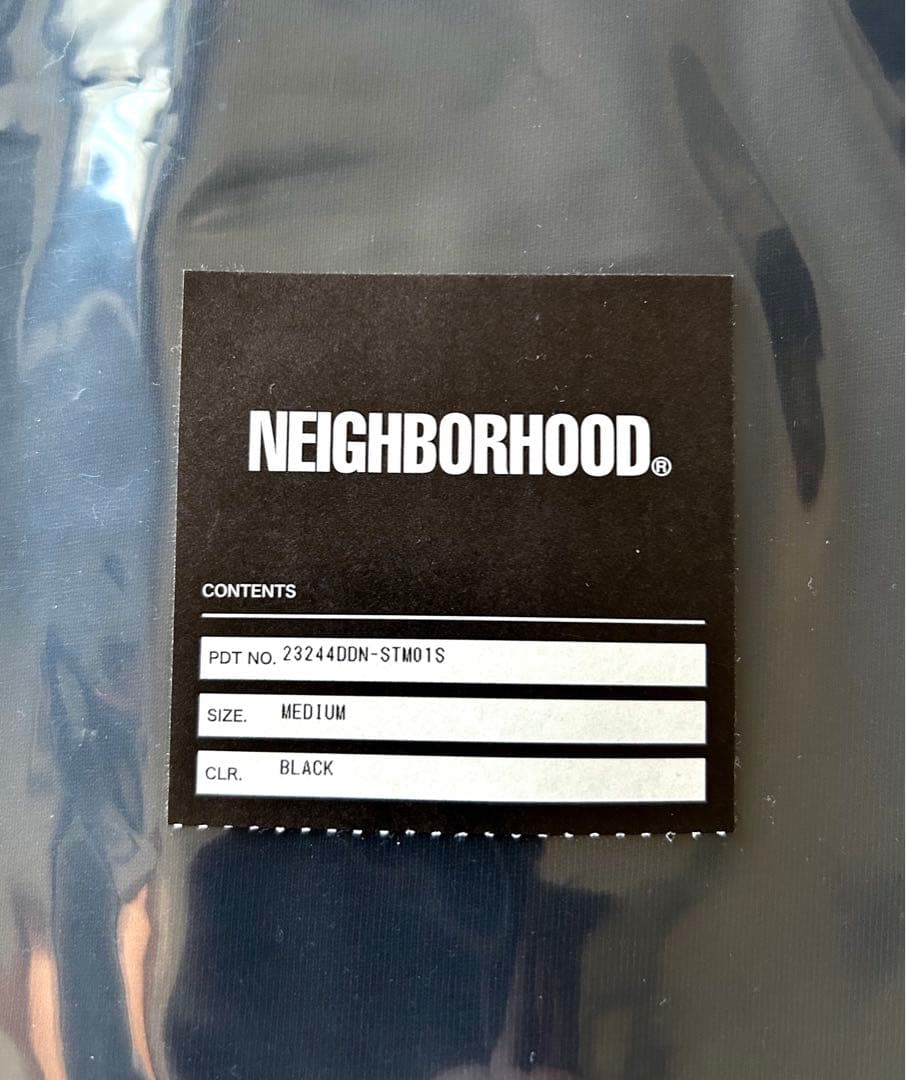 NEIGHBORHOOD®
CONTENTS
PDT NO. 23244DDN-STM01S
SIZE. MEDIUM
CLR. BLACK